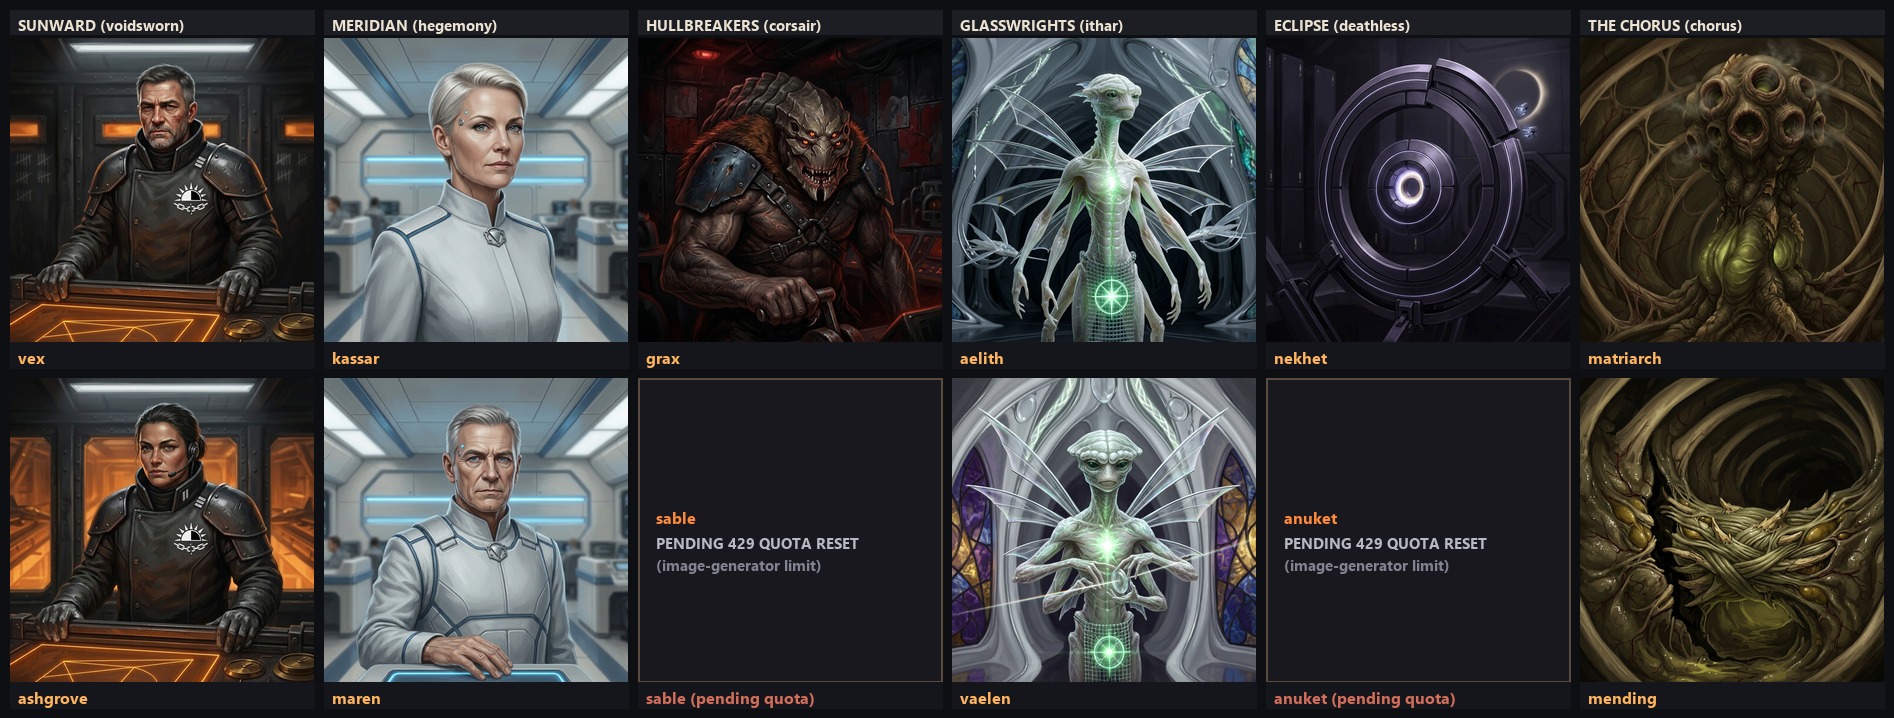 SUNWARD (voidsworn)
MERIDIAN (hegemony)
HULLBREAKERS (corsair)
GLASSWRIGHTS (ithar)
ECLIPSE (deathless)
THE CHORUS (chorus)
vex
kassar
grax
aelith
nekhet
matriarch
sable
PENDING 429 QUOTA RESET
(image-generator limit)
anuket
PENDING 429 QUOTA RESET
(image-generator limit)
ashgrove
maren
sable (pending quota)
vaelen
anuket (pending quota)
mending